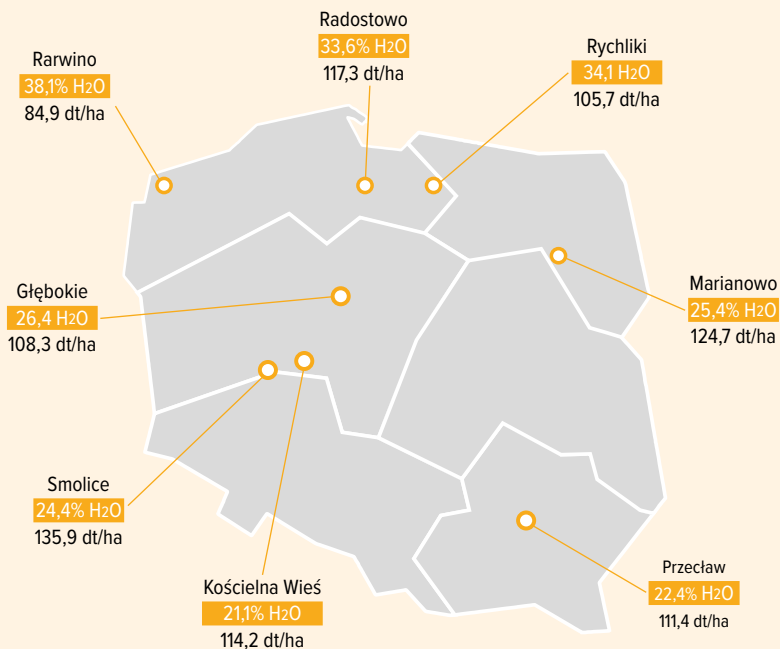 Radostowo
33,6% H2O
117,3 dt/ha
Rychliki
34,1 H2O
105,7 dt/ha
Rarwino
38,1% H2O
84,9 dt/ha
Marianowo
25,4% H2O
124,7 dt/ha
Głębokie
26,4 H2O
108,3 dt/ha
Smolice
24,4% H2O
135,9 dt/ha
Kościelna Wieś
21,1% H2O
114,2 dt/ha
Przecław
22,4% H2O
111,4 dt/ha